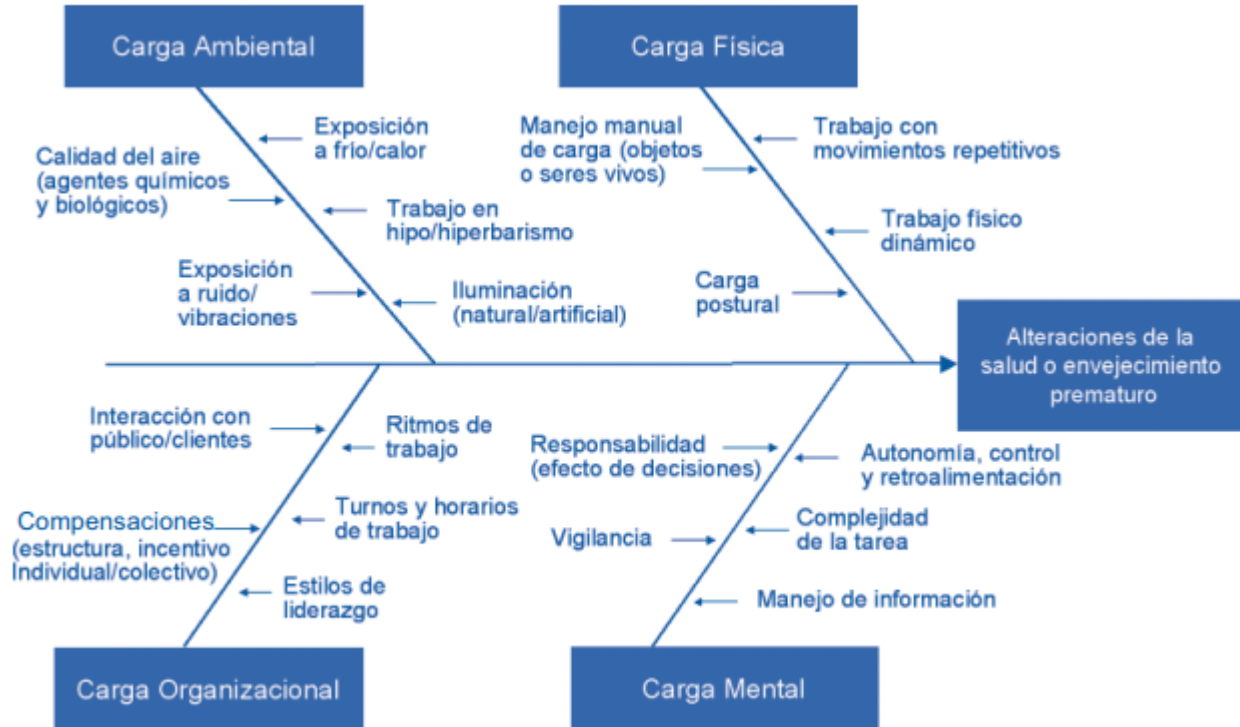 Carga Ambiental
Carga Física
Exposición
a frío/calor
Calidad del aire
(agentes químicos
y biológicos)
Trabajo en
hipo/hiperbarismo
Exposición
a ruido/
vibraciones
Iluminación
(natural/artificial)
Manejo manual
de carga (objetos
o seres vivos)
Trabajo con
movimientos repetitivos
Trabajo físico
dinámico
Carga
postural
Alteraciones de la
salud o envejecimiento
prematuro
Interacción con
público/clientes
Ritmos de
trabajo
Compensaciones
(estructura, incentivo
Individual/colectivo)
Turnos y horarios
de trabajo
Estilos de
liderazgo
Responsabilidad
(efecto de decisiones)
Autonomía, control
y retroalimentación
Vigilancia
Complejidad
de la tarea
Manejo de información
Carga Organizacional
Carga Mental